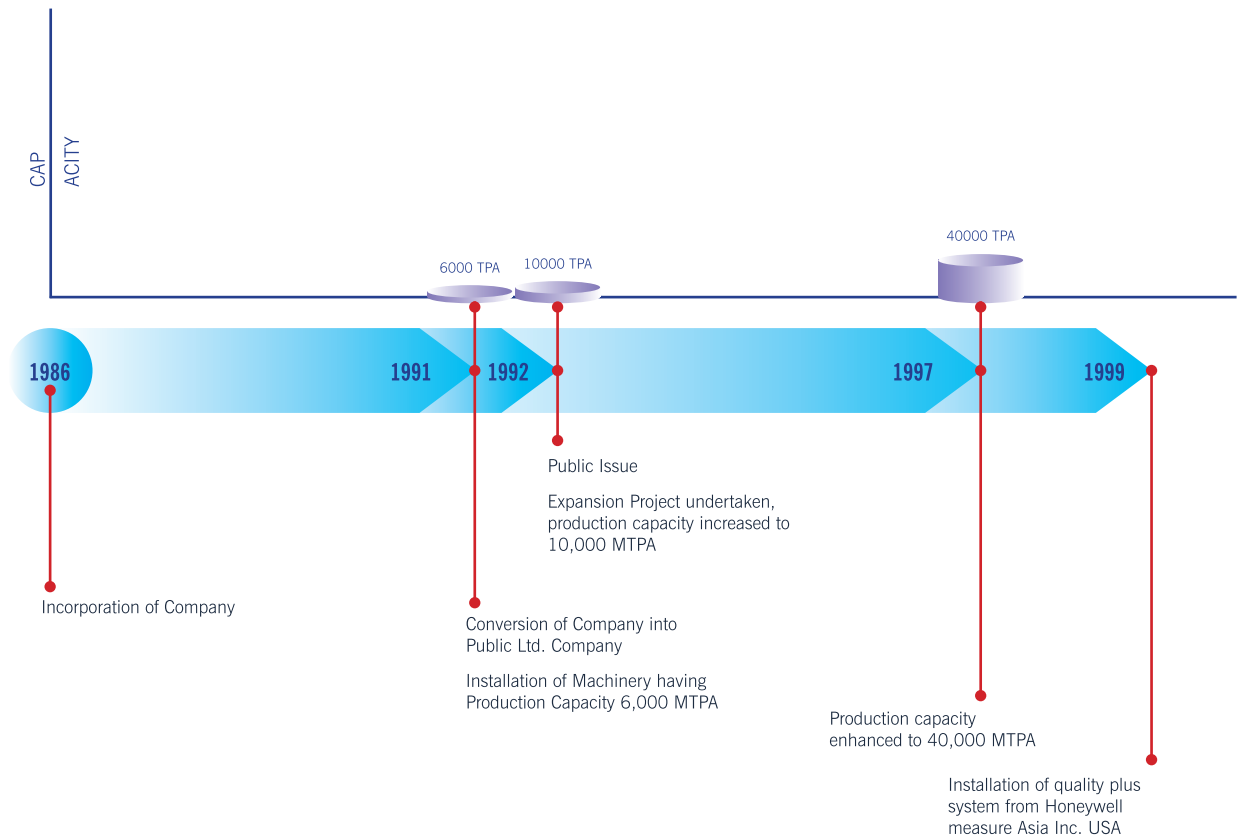 CAP
ACITY
6000 TPA
10000 TPA
40000 TPA
1986
1991
1992
1997
1999
Public Issue
Expansion Project undertaken,
production capacity increased to
10,000 MTPA
Incorporation of Company
Conversion of Company into
Public Ltd. Company
Installation of Machinery having
Production Capacity 6,000 MTPA
Production capacity
enhanced to 40,000 MTPA
Installation of quality plus
system from Honeywell
measure Asia Inc. USA